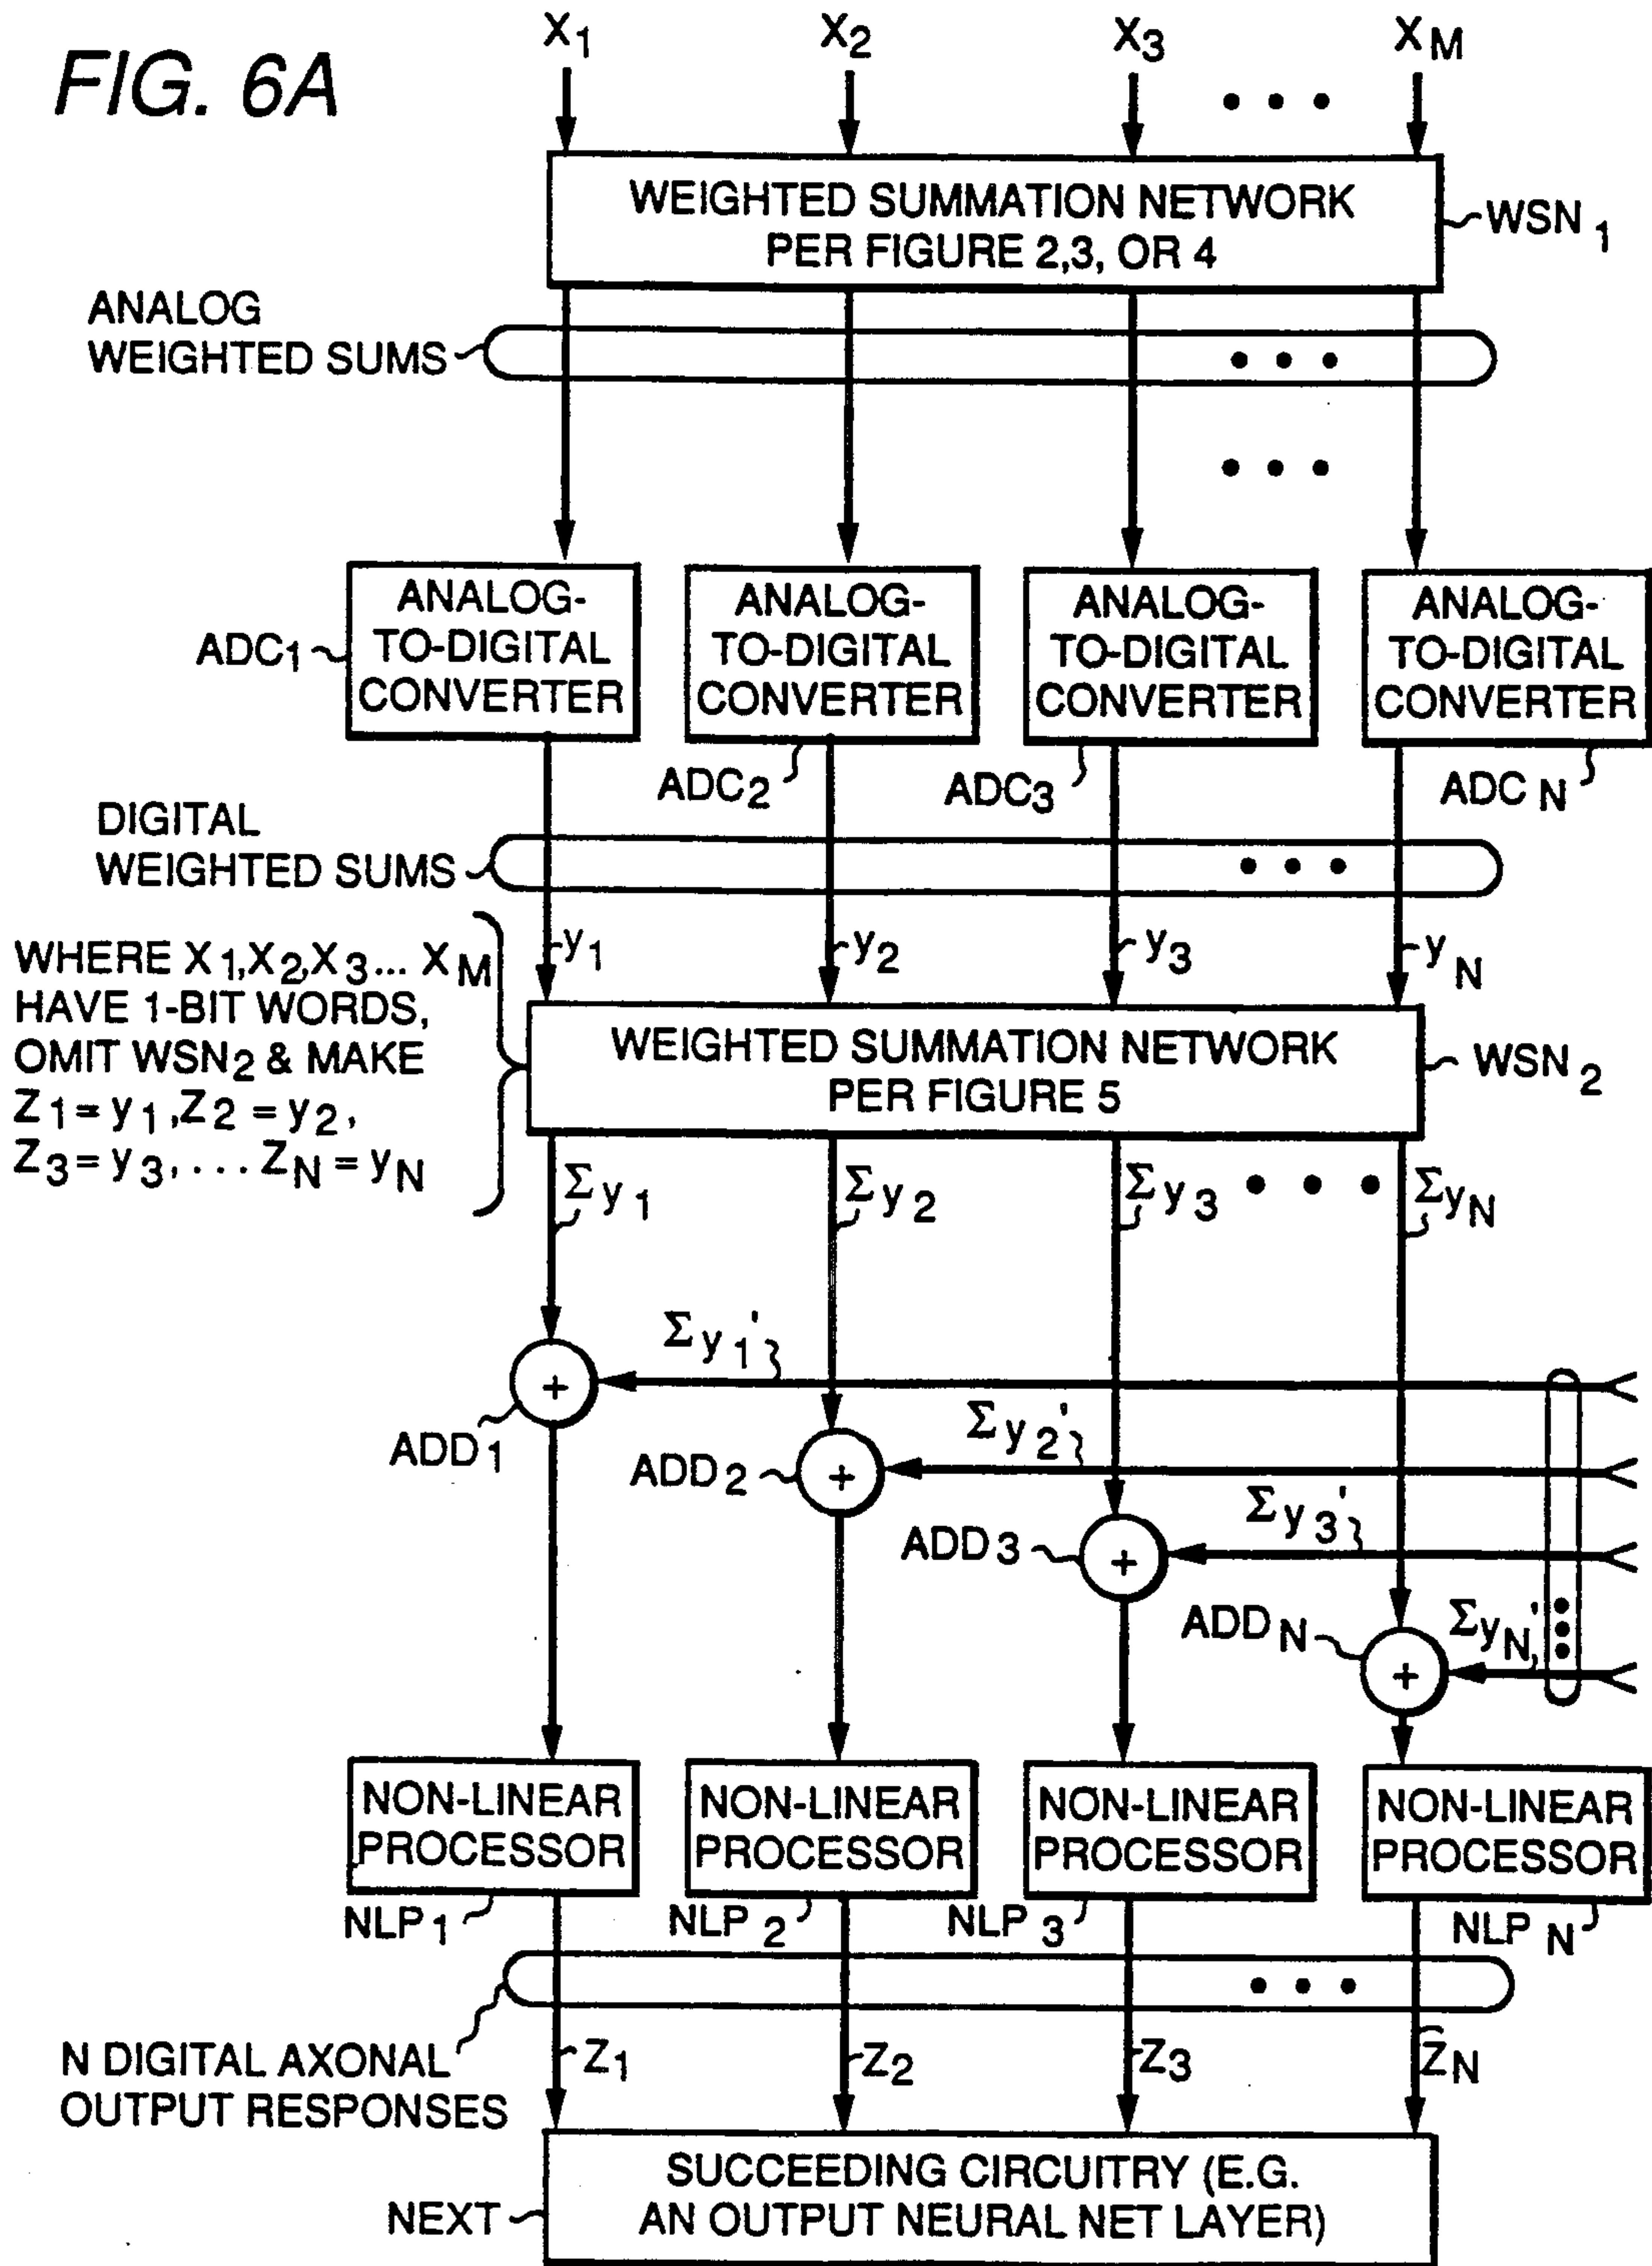 FIG. 6A
X1 X2 X3 • • • XM
WEIGHTED SUMMATION NETWORK
PER FIGURE 2,3, OR 4
WSN 1
ANALOG
WEIGHTED SUMS
• • •
• • •
ANALOG-
TO-DIGITAL
CONVERTER
ADC1
ANALOG-
TO-DIGITAL
CONVERTER
ADC2
ANALOG-
TO-DIGITAL
CONVERTER
ADC3
ANALOG-
TO-DIGITAL
CONVERTER
ADC N
DIGITAL
WEIGHTED SUMS
• • •
y1 y2 y3 yN
WHERE X1,X2,X3... XM
HAVE 1-BIT WORDS,
OMIT WSN2 & MAKE
Z1= y1,Z2 = y2,
Z3= y3, . . . ZN = yN
WEIGHTED SUMMATION NETWORK
PER FIGURE 5
WSN 2
Σy1 Σy2 Σy3 • • • ΣyN
Σy1'
+
ADD1
Σy2'
+
ADD2
Σy3'
+
ADD3
ΣyN'
+
ADD N
NON-LINEAR
PROCESSOR
NLP1
NON-LINEAR
PROCESSOR
NLP2
NON-LINEAR
PROCESSOR
NLP3
NON-LINEAR
PROCESSOR
NLP N
• • •
N DIGITAL AXONAL
OUTPUT RESPONSES
Z1 Z2 Z3 ZN
SUCCEEDING CIRCUITRY (E.G.
AN OUTPUT NEURAL NET LAYER)
NEXT